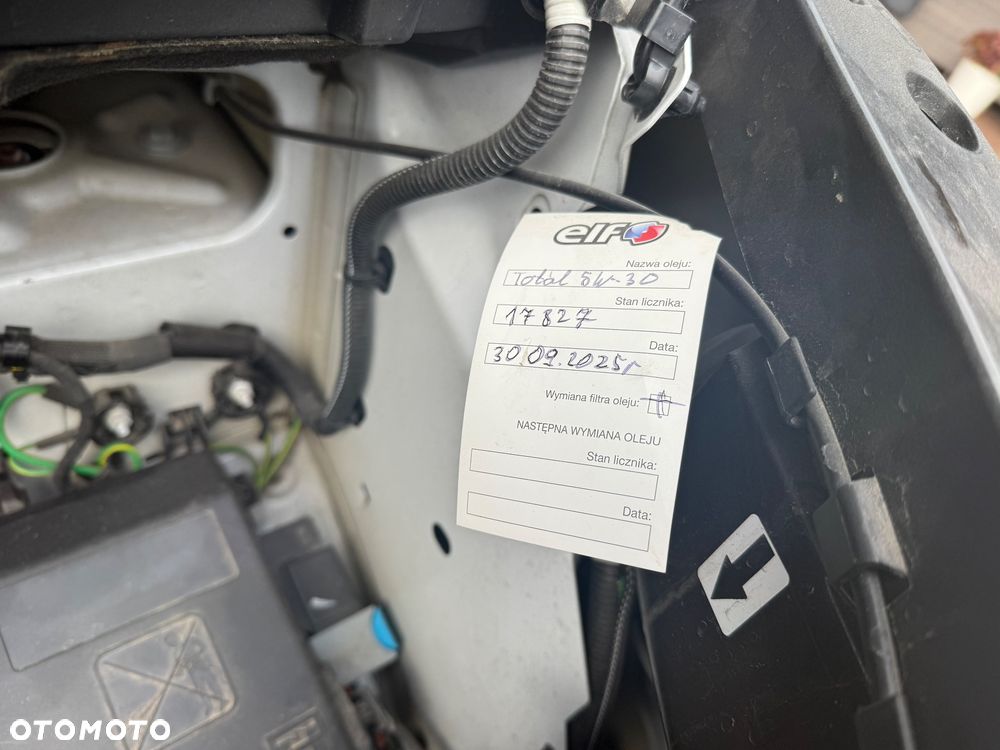 elf
Nazwa oleju:
Total 5W-30
Stan licznika:
17827
Data:
30.09.2025r
Wymiana filtra oleju:
NASTĘPNA WYMIANA OLEJU
Stan licznika:
Data:
OTOMOTO
OTOMOTO